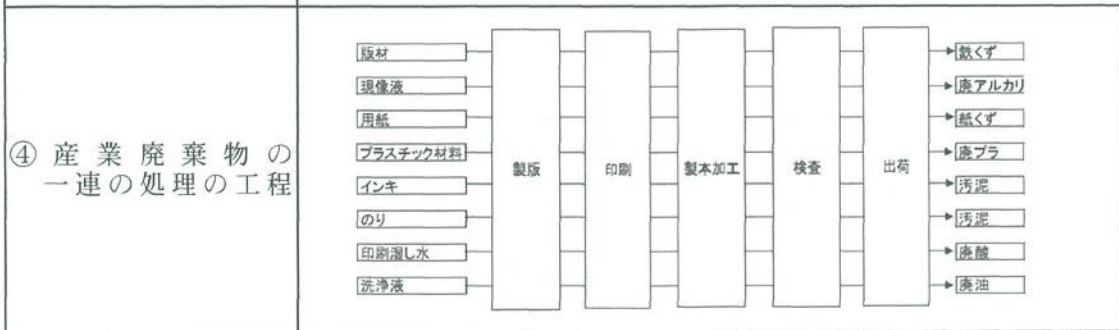 ④ 産業廃棄物の
一連の処理の工程
版材
現像液
用紙
プラスチック材料
インキ
のり
印刷湿し水
洗浄液
製版
印刷
製本加工
検査
出荷
鉄くず
廃アルカリ
紙くず
廃プラ
汚泥
汚泥
廃酸
廃油